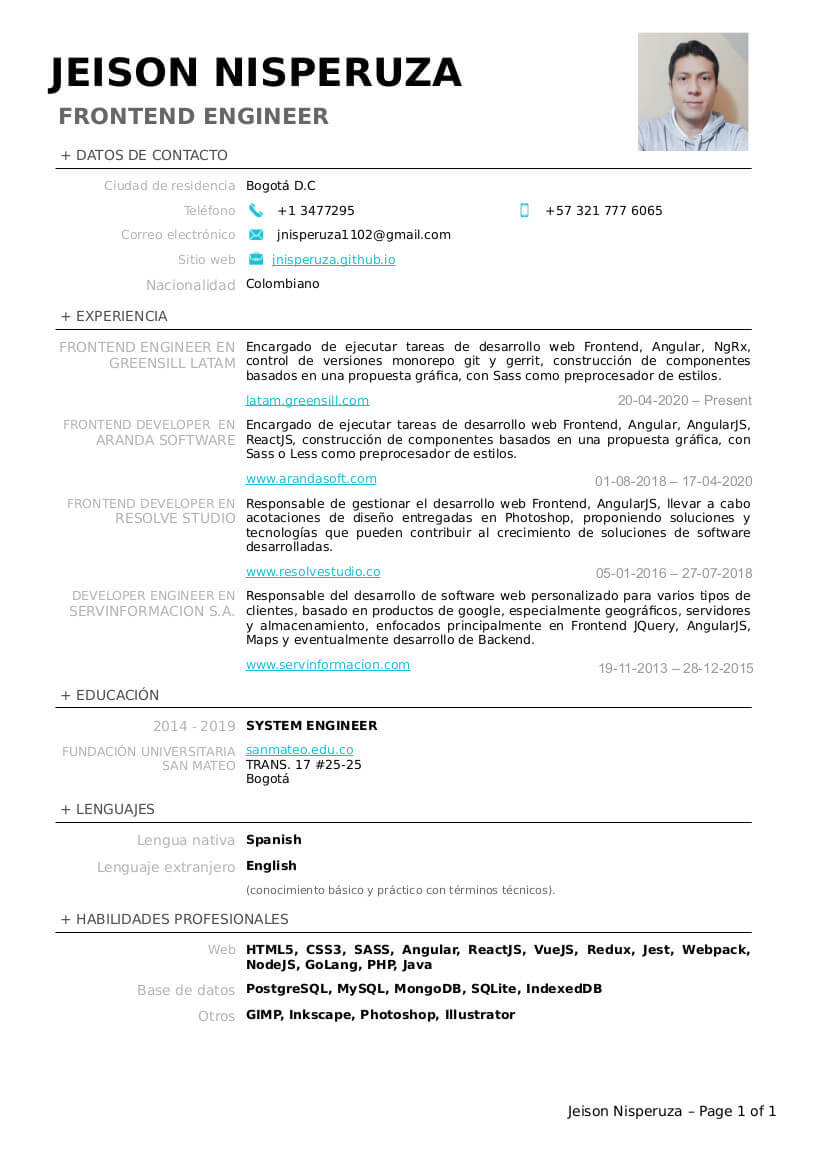 JEISON NISPERUZA
FRONTEND ENGINEER
+ DATOS DE CONTACTO
Ciudad de residencia Bogotá D.C
Teléfono +1 3477295 +57 321 777 6065
Correo electrónico jnisperuza1102@gmail.com
Sitio web jnisperuza.github.io
Nacionalidad Colombiano
+ EXPERIENCIA
FRONTEND ENGINEER EN
GREENSILL LATAM
Encargado de ejecutar tareas de desarrollo web Frontend, Angular, NgRx,
control de versiones monorepo git y gerrit, construcción de componentes
basados en una propuesta gráfica, con Sass como preprocesador de estilos.
latam.greensill.com 20-04-2020 – Present
FRONTEND DEVELOPER EN
ARANDA SOFTWARE
Encargado de ejecutar tareas de desarrollo web Frontend, Angular, AngularJS,
ReactJS, construcción de componentes basados en una propuesta gráfica, con
Sass o Less como preprocesador de estilos.
www.arandasoft.com 01-08-2018 – 17-04-2020
FRONTEND DEVELOPER EN
RESOLVE STUDIO
Responsable de gestionar el desarrollo web Frontend, AngularJS, llevar a cabo
acotaciones de diseño entregadas en Photoshop, proponiendo soluciones y
tecnologías que pueden contribuir al crecimiento de soluciones de software
desarrolladas.
www.resolvestudio.co 05-01-2016 – 27-07-2018
DEVELOPER ENGINEER EN
SERVINFORMACION S.A.
Responsable del desarrollo de software web personalizado para varios tipos de
clientes, basado en productos de google, especialmente geográficos, servidores
y almacenamiento, enfocados principalmente en Frontend JQuery, AngularJS,
Maps y eventualmente desarrollo de Backend.
www.servinformacion.com 19-11-2013 – 28-12-2015
+ EDUCACIÓN
2014 - 2019 SYSTEM ENGINEER
FUNDACIÓN UNIVERSITARIA
SAN MATEO
sanmateo.edu.co
TRANS. 17 #25-25
Bogotá
+ LENGUAJES
Lengua nativa Spanish
Lenguaje extranjero English
(conocimiento básico y práctico con términos técnicos).
+ HABILIDADES PROFESIONALES
Web HTML5, CSS3, SASS, Angular, ReactJS, VueJS, Redux, Jest, Webpack,
NodeJS, GoLang, PHP, Java
Base de datos PostgreSQL, MySQL, MongoDB, SQLite, IndexedDB
Otros GIMP, Inkscape, Photoshop, Illustrator
Jeison Nisperuza – Page 1 of 1